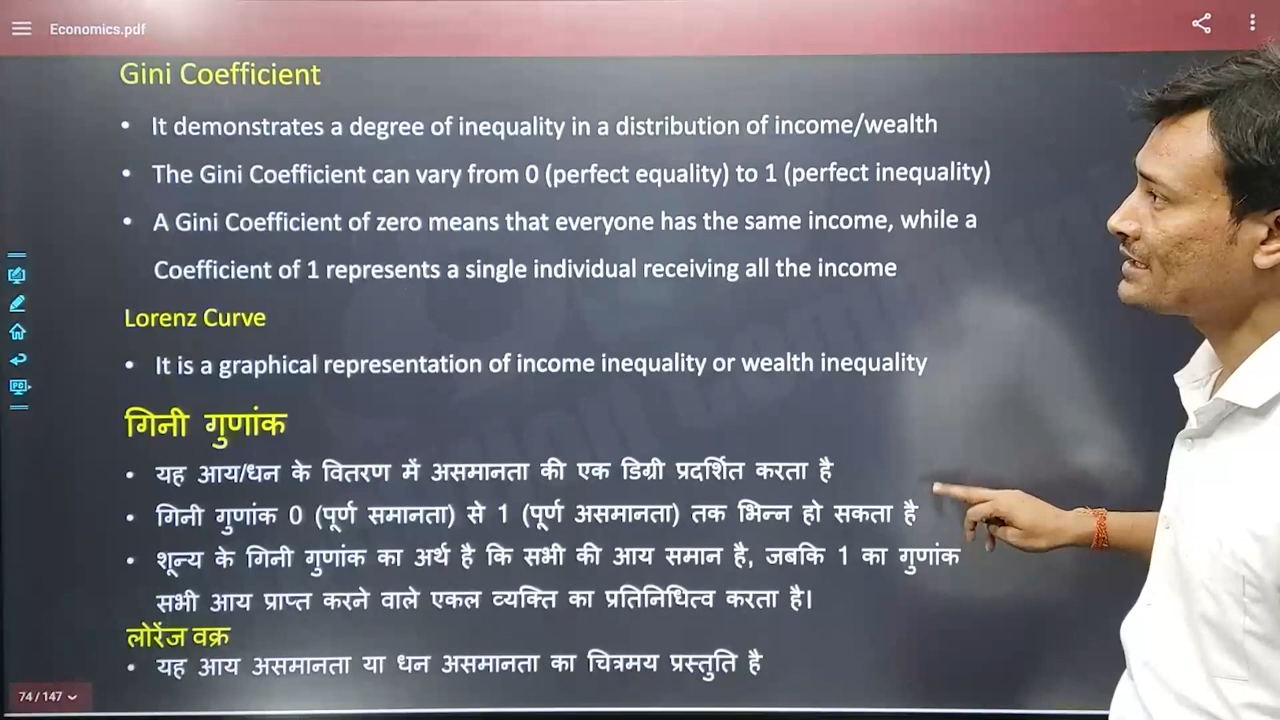 Economics.pdf
Gini Coefficient
• It demonstrates a degree of inequality in a distribution of income/wealth
• The Gini Coefficient can vary from 0 (perfect equality) to 1 (perfect inequality)
• A Gini Coefficient of zero means that everyone has the same income, while a
Coefficient of 1 represents a single individual receiving all the income
Lorenz Curve
• It is a graphical representation of income inequality or wealth inequality
गिनी गुणांक
• यह आय/धन के वितरण में असमानता की एक डिग्री प्रदर्शित करता है
• गिनी गुणांक 0 (पूर्ण समानता) से 1 (पूर्ण असमानता) तक भिन्न हो सकता है
• शून्य के गिनी गुणांक का अर्थ है कि सभी की आय समान है, जबकि 1 का गुणांक
सभी आय प्राप्त करने वाले एकल व्यक्ति का प्रतिनिधित्व करता है।
लोरेंज वक्र
• यह आय असमानता या धन असमानता का चित्रमय प्रस्तुति है
74 / 147